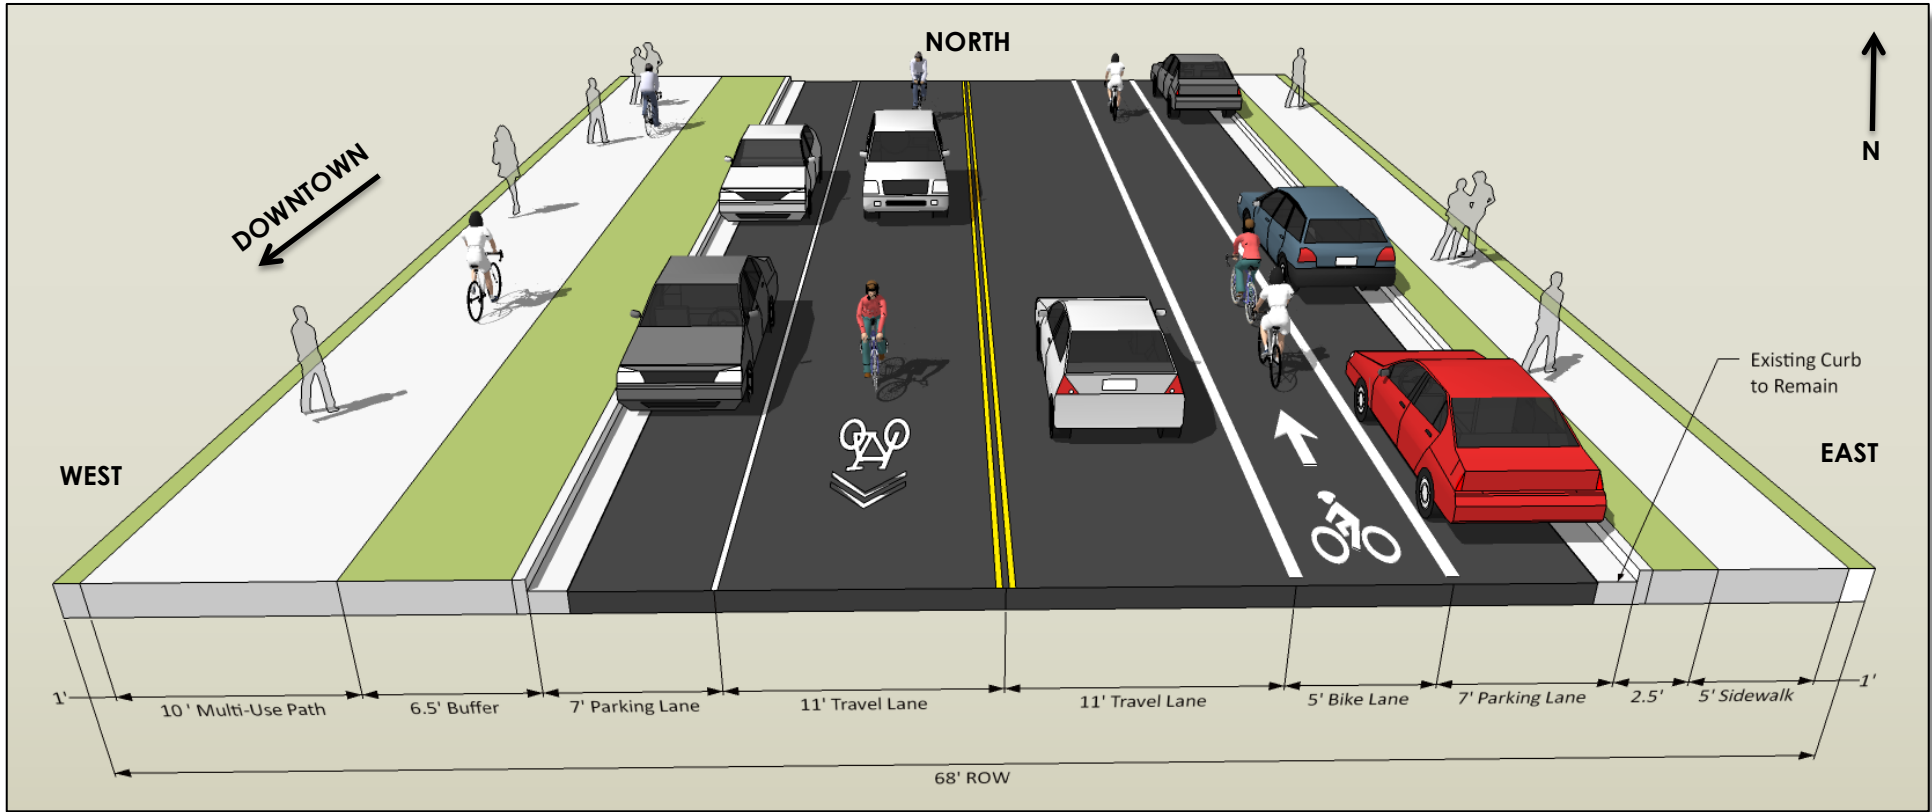 NORTH
N
DOWNTOWN
Existing Curb
to Remain
WEST
EAST
1'
10 ' Multi-Use Path
6.5' Buffer
7' Parking Lane
11' Travel Lane
11' Travel Lane
5' Bike Lane
7' Parking Lane
2.5'
5' Sidewalk
1'
68' ROW